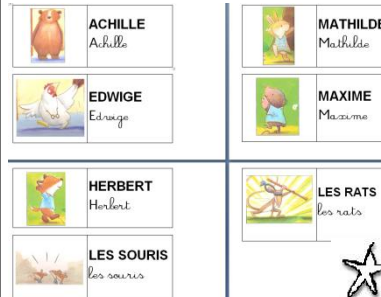 ACHILLE
Achille
EDWIGE
Edwige
HERBERT
Herbert
LES SOURIS
les souris
MATHILDE
Mathilde
MAXIME
Maxime
LES RATS
les rats